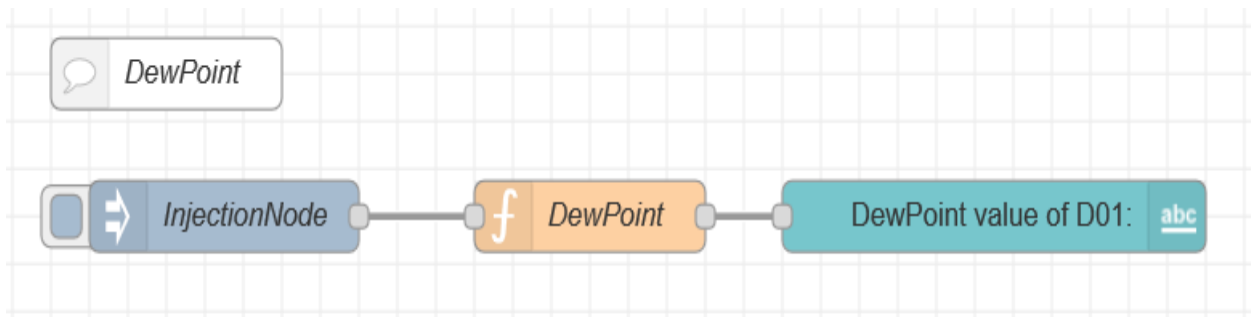 DewPoint
InjectionNode
DewPoint
DewPoint value of D01:
abc